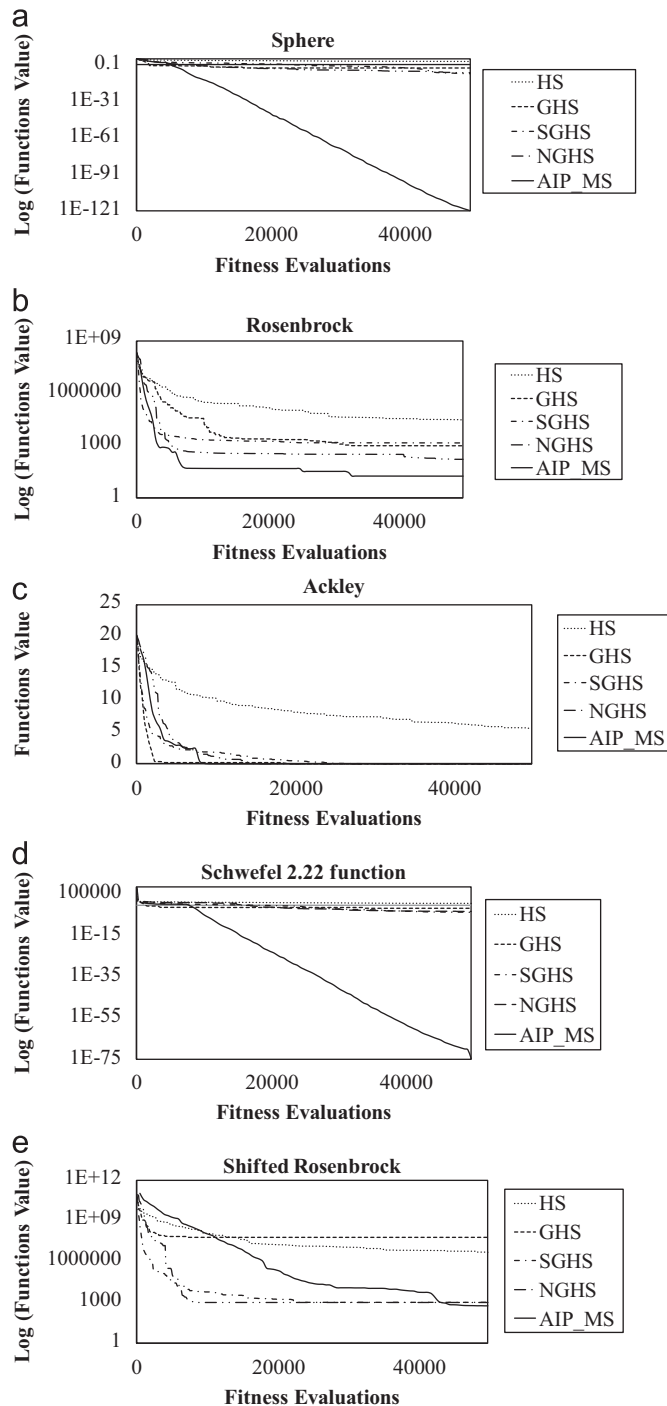 a
Sphere
Log (Functions Value)
0.1
1E-31
1E-61
1E-91
1E-121
0
20000
40000
Fitness Evaluations
HS
GHS
SGHS
NGHS
AIP_MS
b
Rosenbrock
Log (Functions Value)
1E+09
1000000
1000
1
0
20000
40000
Fitness Evaluations
HS
GHS
SGHS
NGHS
AIP_MS
c
Ackley
Functions Value
25
20
15
10
5
0
0
20000
40000
Fitness Evaluations
HS
GHS
SGHS
NGHS
AIP_MS
d
Schwefel 2.22 function
Log (Functions Value)
100000
1E-15
1E-35
1E-55
1E-75
0
20000
40000
Fitness Evaluations
HS
GHS
SGHS
NGHS
AIP_MS
e
Shifted Rosenbrock
Log (Functions Value)
1E+12
1E+09
1000000
1000
1
0
20000
40000
Fitness Evaluations
HS
GHS
SGHS
NGHS
AIP_MS